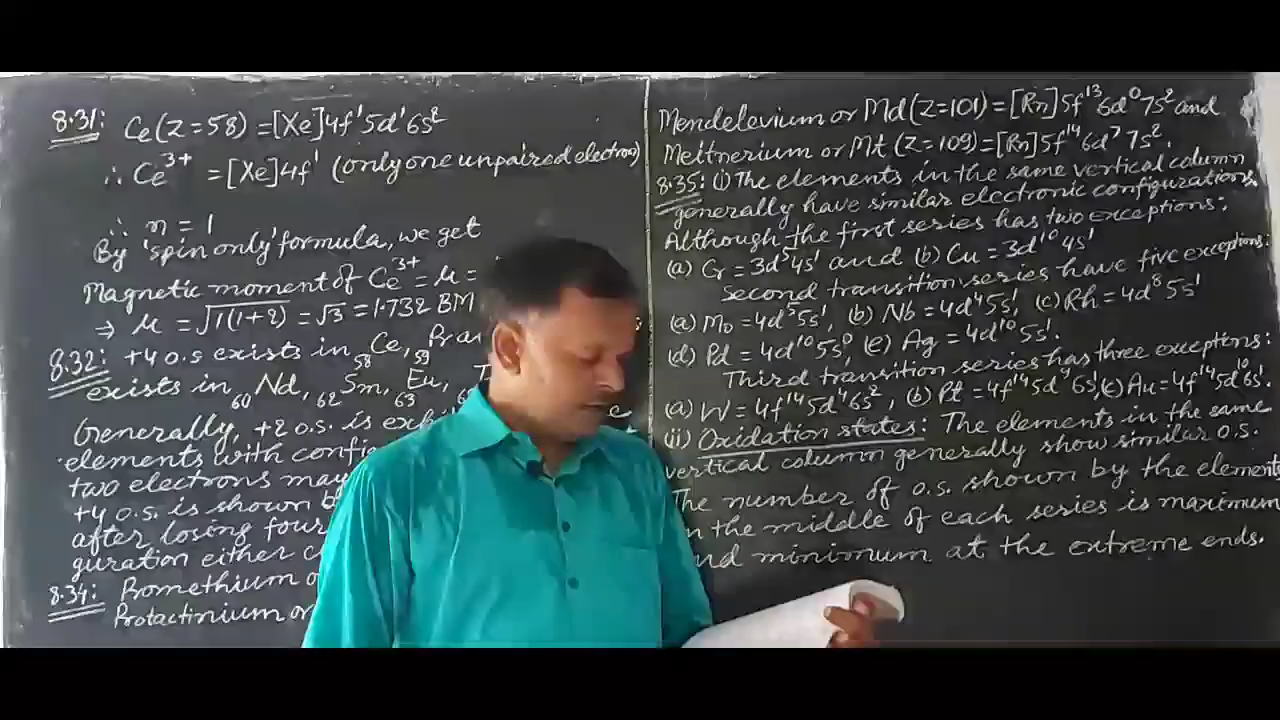 8.31: Ce(Z=58) =[Xe]4f¹5d¹6s²
∴ Ce³⁺ =[Xe]4f¹ (only one unpaired electron)
∴ n = 1
By 'spin only' formula, we get
Magnetic moment of Ce³⁺ = μ =
⇒ μ = √1(1+2) = √3 = 1.732 BM
8.32: +4 o.s exists in ₅₈Ce, ₅₉Pr an
exists in ₆₀Nd, ₆₂Sm, ₆₃Eu,
Generally, +2 o.s. is
elements with
two electrons may
+4 o.s. is shown
after losing four
guration either
8.34: Promethium
Protactinium or
Mendelevium or Md(Z=101) = [Rn]5f¹³6d⁰7s² and
Meitnerium or Mt (Z=109)=[Rn]5f¹⁴6d⁷7s².
8.35: (i) The elements in the same vertical column
generally have similar electronic configurations.
Although the first series has two exceptions:
(a) Cr = 3d⁵4s¹ and (b) Cu = 3d¹⁰4s¹
Second transition series have five exceptions:
(a) Mo = 4d⁵5s¹, (b) Nb = 4d⁴5s¹, (c) Rh = 4d⁸5s¹
(d) Pd = 4d¹⁰5s⁰, (e) Ag = 4d¹⁰5s¹.
Third transition series has three exceptions:
(a) W = 4f¹⁴5d⁴6s², (b) Pt = 4f¹⁴5d⁹6s¹, (c) Au = 4f¹⁴5d¹⁰6s¹.
(ii) Oxidation states: The elements in the same
vertical column generally show similar o.s.
The number of o.s. shown by the element
in the middle of each series is maximum
and minimum at the extreme ends.